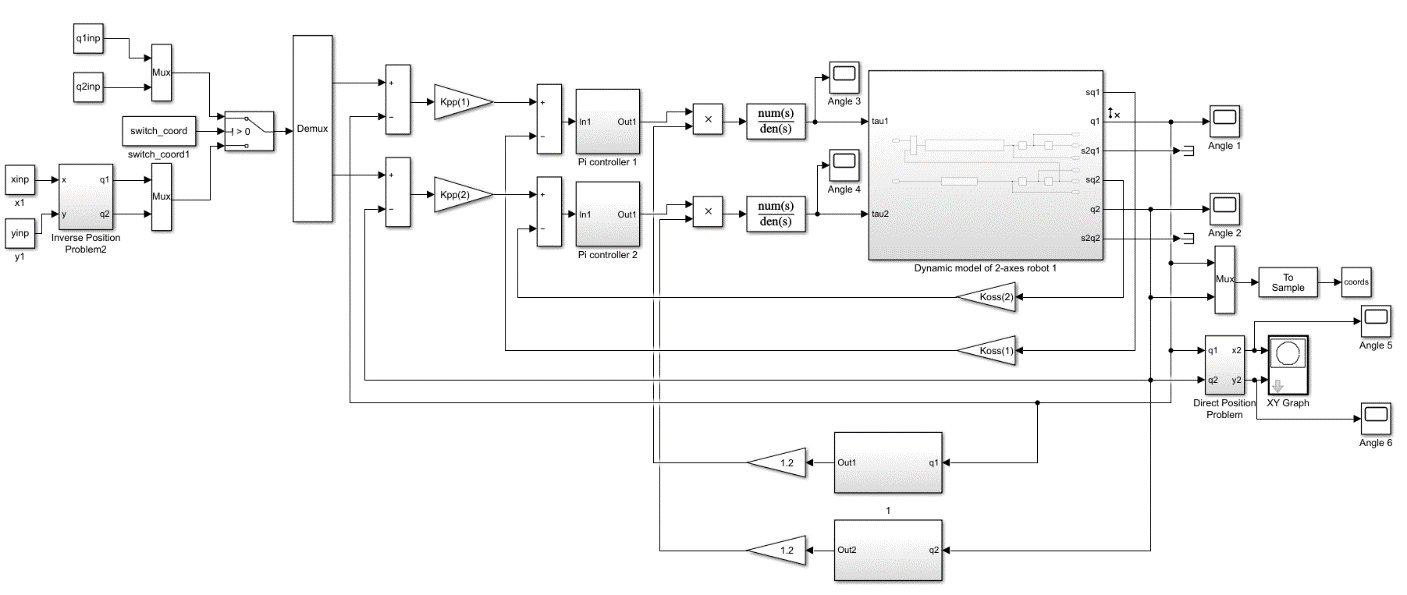 q1inp
q2inp
Mux
switch_coord
switch_coord1
> 0
xinp
x1
yinp
y1
x
y
q1
q2
Inverse Position
Problem2
Mux
Demux
+
−
+
−
Kpp(1)
Kpp(2)
+
−
+
−
In1
Out1
Pi controller 1
In1
Out1
Pi controller 2
×
×
num(s)
den(s)
num(s)
den(s)
Angle 3
Angle 4
tau1
tau2
sq1
q1
s2q1
sq2
q2
s2q2
Dynamic model of 2-axes robot 1
Angle 1
Angle 2
Koss(2)
Koss(1)
Mux
To
Sample
coords
Angle 5
q1
q2
x2
y2
Direct Position
Problem
XY Graph
Angle 6
1.2
Out1
q1
1
1.2
Out2
q2